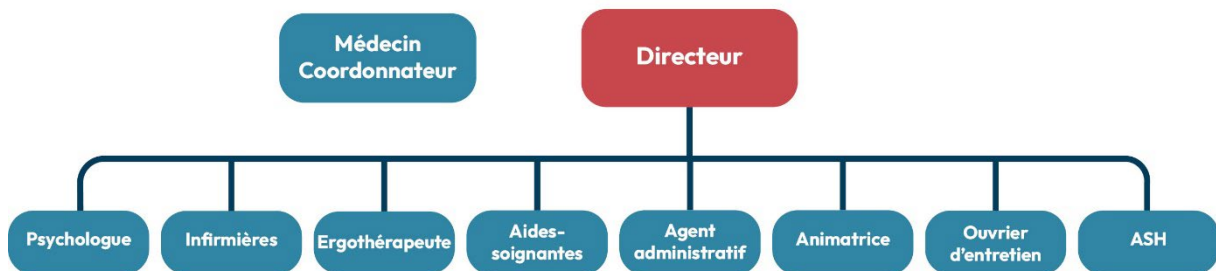 Médecin
Coordonnateur
Directeur
Psychologue
Infirmières
Ergothérapeute
Aides-
soignantes
Agent
administratif
Animatrice
Ouvrier
d'entretien
ASH